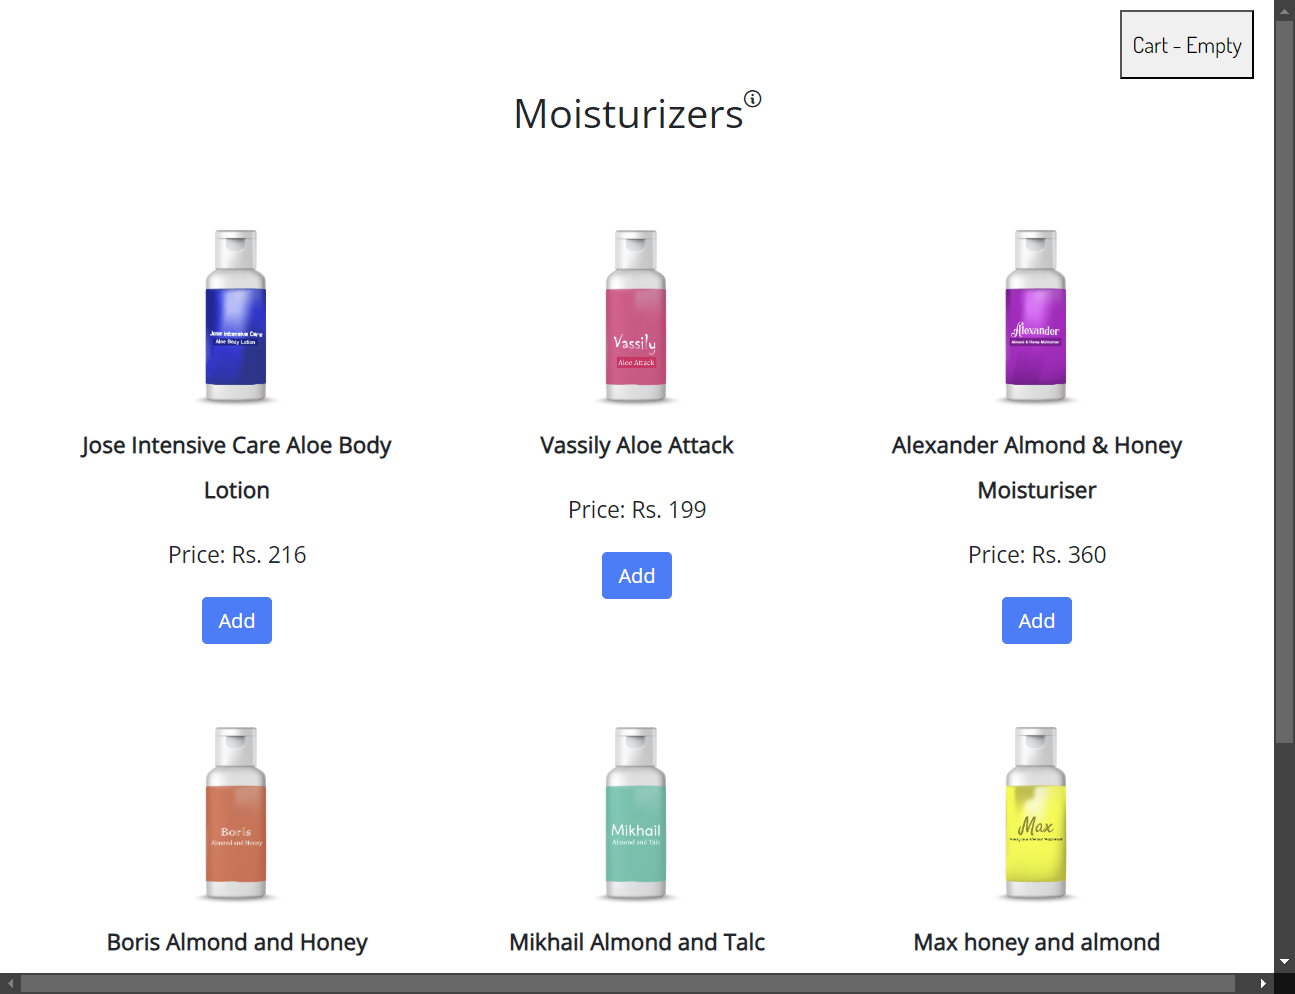 Cart - Empty
Moisturizers
Jose Intensive Care
Aloe Body Lotion
Vassily
Aloe Attack
Alexander
Almond & Honey Moisturiser
Jose Intensive Care Aloe Body
Lotion
Price: Rs. 216
Add
Vassily Aloe Attack
Price: Rs. 199
Add
Alexander Almond & Honey
Moisturiser
Price: Rs. 360
Add
Boris
Almond and Honey
Mikhail
Almond and Talc
Max
Boris Almond and Honey
Mikhail Almond and Talc
Max honey and almond